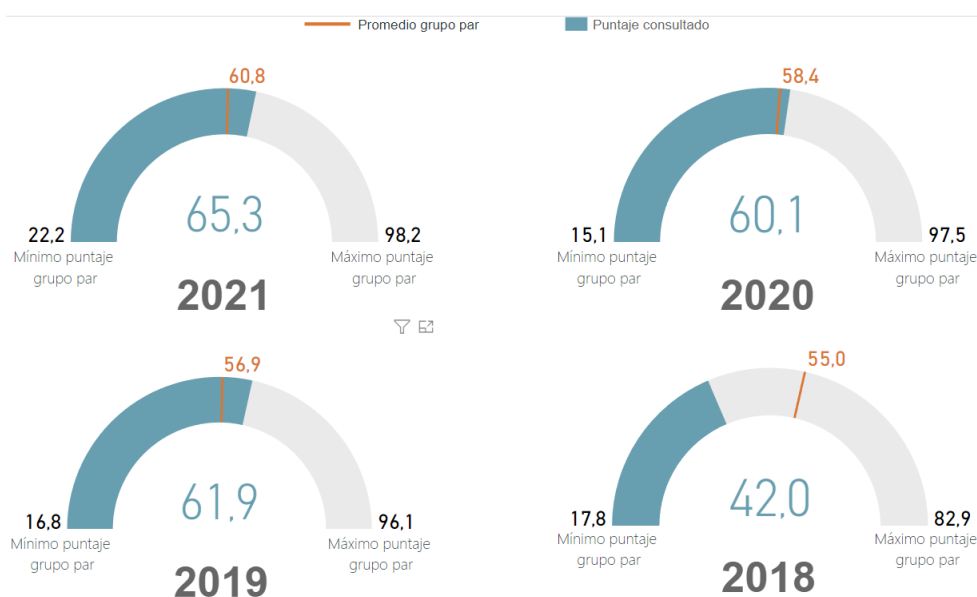 Promedio grupo par
Puntaje consultado
60,8
65,3
22,2
98,2
Mínimo puntaje
grupo par
Máximo puntaje
grupo par
2021
58,4
60,1
15,1
97,5
Mínimo puntaje
grupo par
Máximo puntaje
grupo par
2020
56,9
61,9
16,8
96,1
Mínimo puntaje
grupo par
Máximo puntaje
grupo par
2019
55,0
42,0
17,8
82,9
Mínimo puntaje
grupo par
Máximo puntaje
grupo par
2018